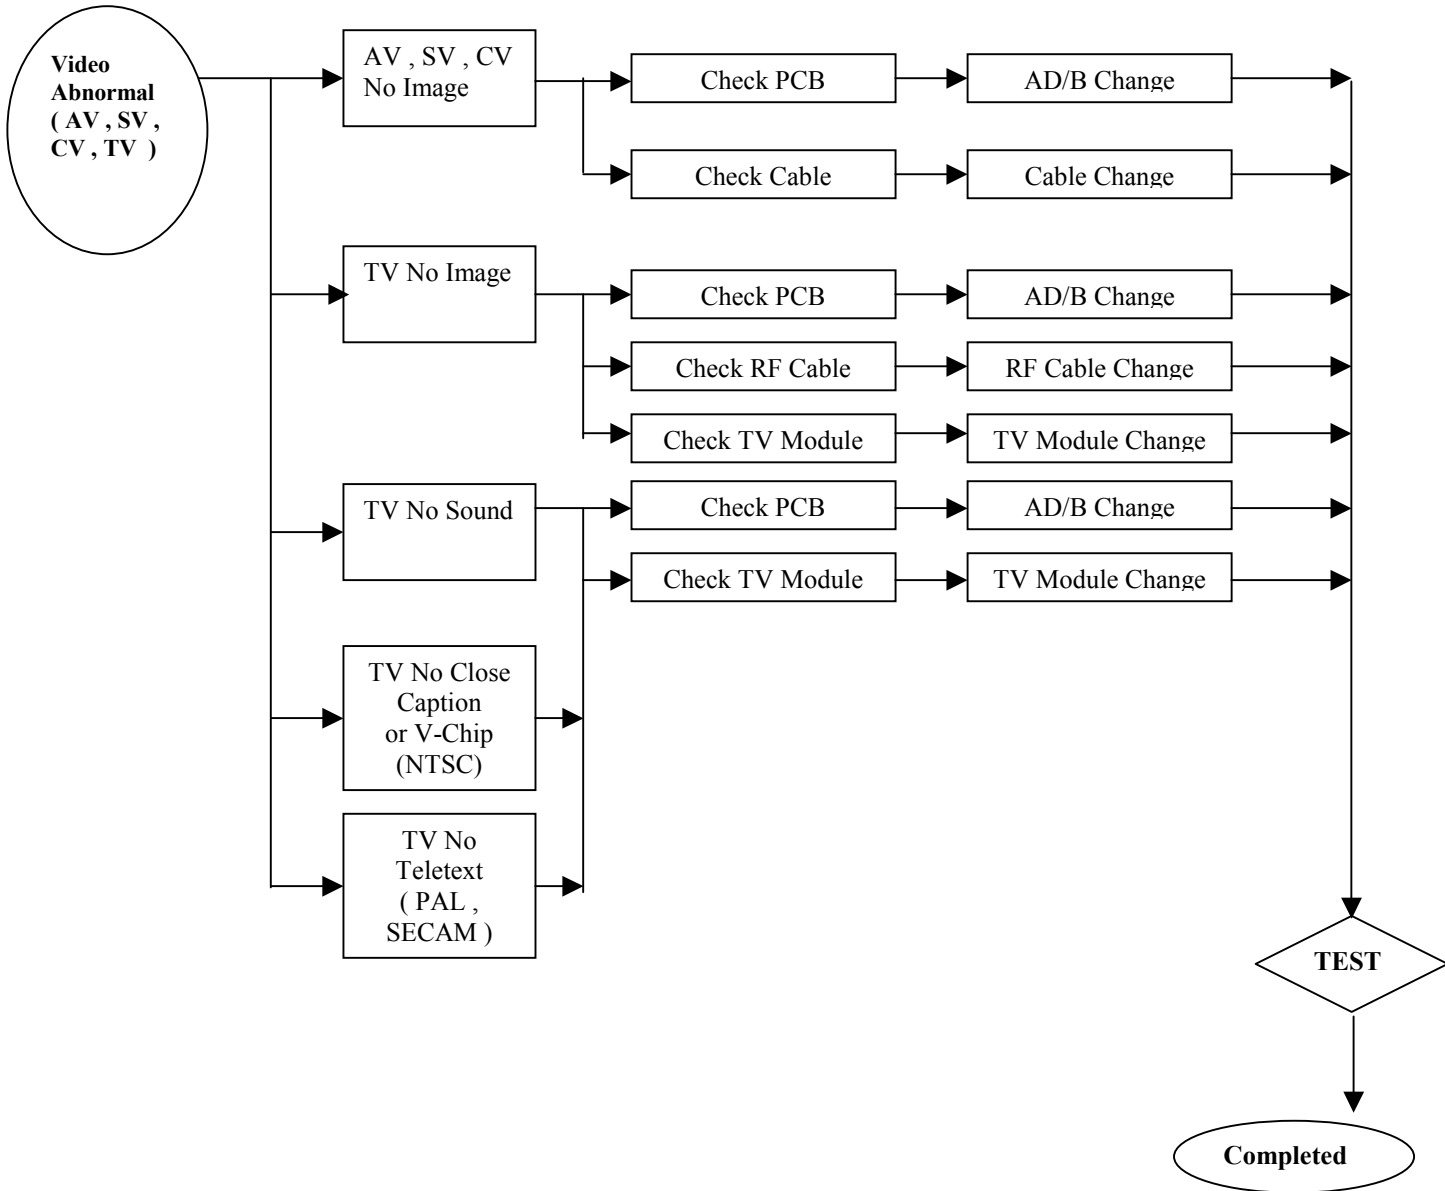 Video
Abnormal
( AV , SV ,
CV , TV )
AV , SV , CV
No Image
Check PCB
AD/B Change
Check Cable
Cable Change
TV No Image
Check PCB
AD/B Change
Check RF Cable
RF Cable Change
Check TV Module
TV Module Change
TV No Sound
Check PCB
AD/B Change
Check TV Module
TV Module Change
TV No Close
Caption
or V-Chip
(NTSC)
TV No
Teletext
( PAL ,
SECAM )
TEST
Completed